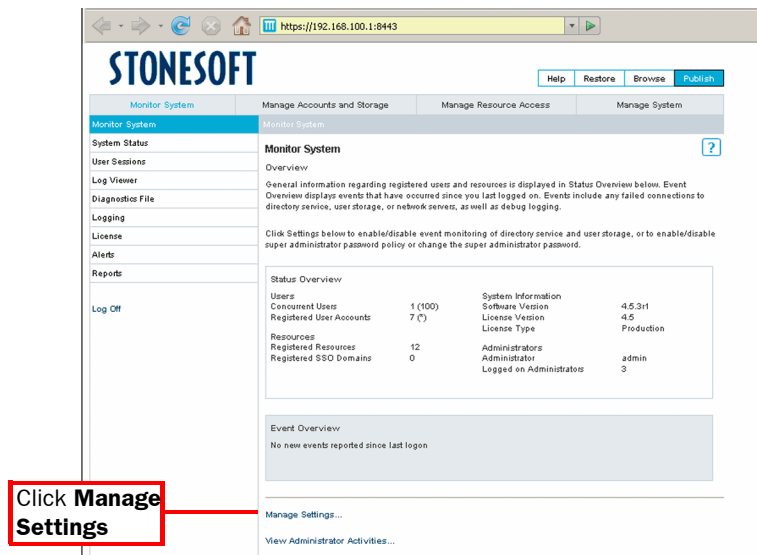 https://192.168.100.1:8443
STONESOFT
Help Restore Browse Publish
Monitor System Manage Accounts and Storage Manage Resource Access Manage System
Monitor System
System Status
User Sessions
Log Viewer
Diagnostics File
Logging
License
Alerts
Reports
Log Off
Monitor System
Monitor System
?
Overview
General information regarding registered users and resources is displayed in Status Overview below. Event
Overview displays events that have occurred since you last logged on. Events include any failed connections to
directory service, user storage, or network servers, as well as debug logging.
Click Settings below to enable/disable event monitoring of directory service and user storage, or to enable/disable
super administrator password policy or change the super administrator password.
Status Overview
Users
Concurrent Users 1 (100)
Registered User Accounts 7 (*)
Resources
Registered Resources 12
Registered SSO Domains 0
System Information
Software Version 4.5.3r1
License Version 4.5
License Type Production
Administrators
Administrator admin
Logged on Administrators 3
Event Overview
No new events reported since last logon
Click Manage
Settings
Manage Settings...
View Administrator Activities...